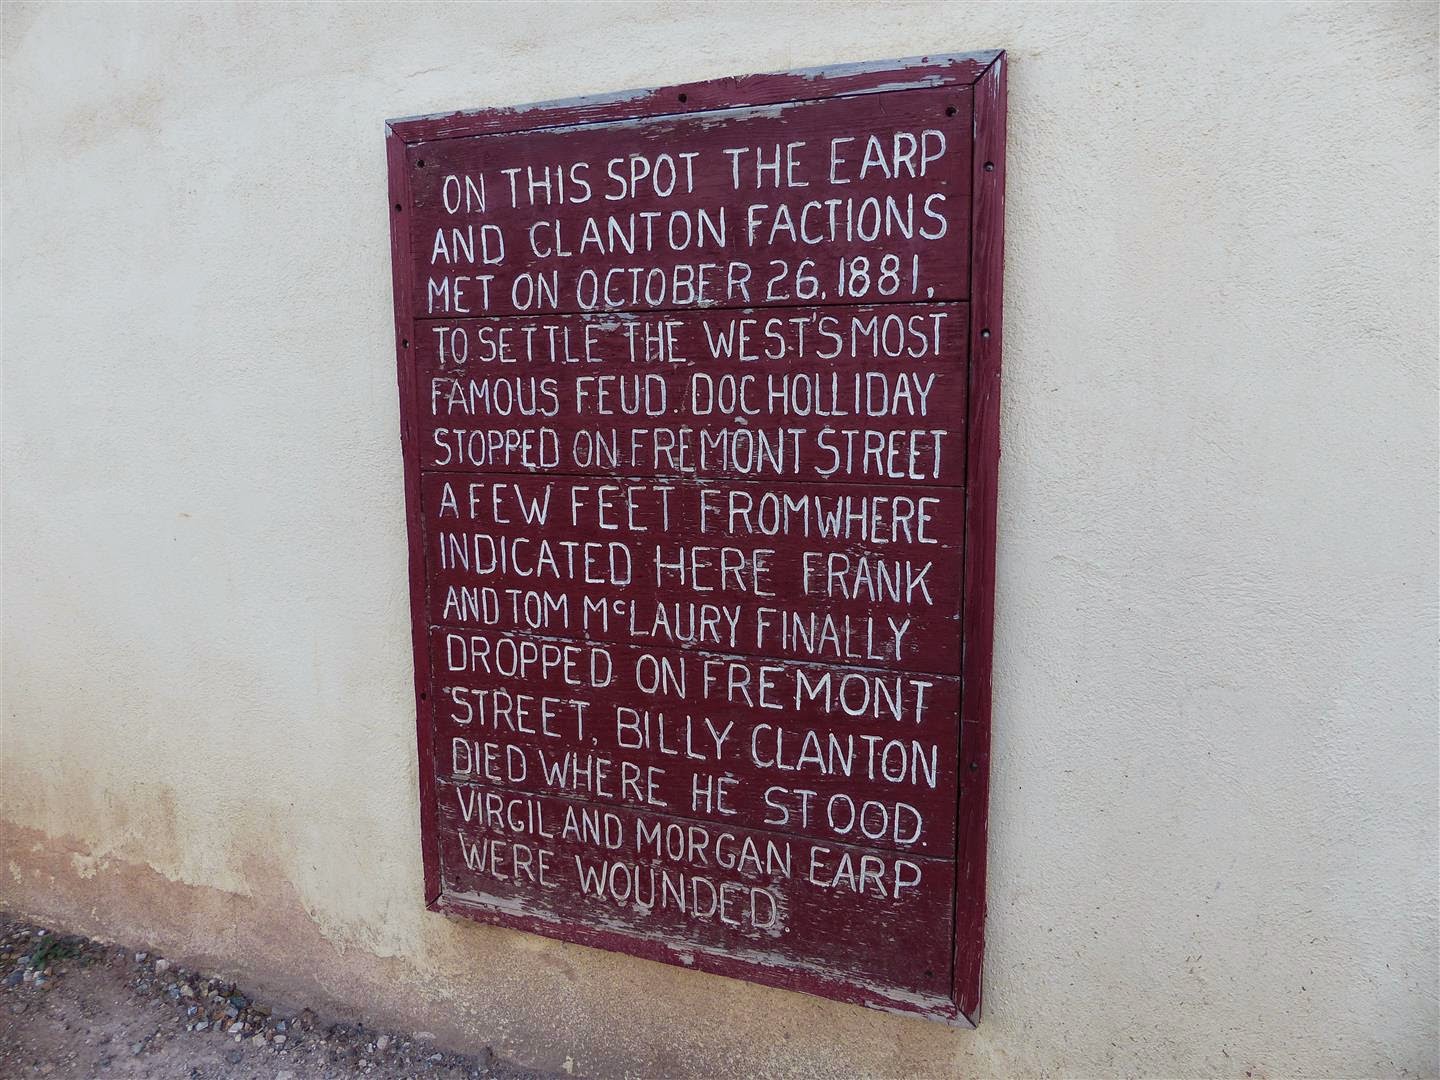 ON THIS SPOT THE EARP
AND CLANTON FACTIONS
MET ON OCTOBER 26, 1881,
TO SETTLE THE WEST'S MOST
FAMOUS FEUD. DOC HOLLIDAY
STOPPED ON FREMONT STREET
A FEW FEET FROM WHERE
INDICATED HERE FRANK
AND TOM McLAURY FINALLY
DROPPED ON FREMONT
STREET, BILLY CLANTON
DIED WHERE HE STOOD.
VIRGIL AND MORGAN EARP
WERE WOUNDED.